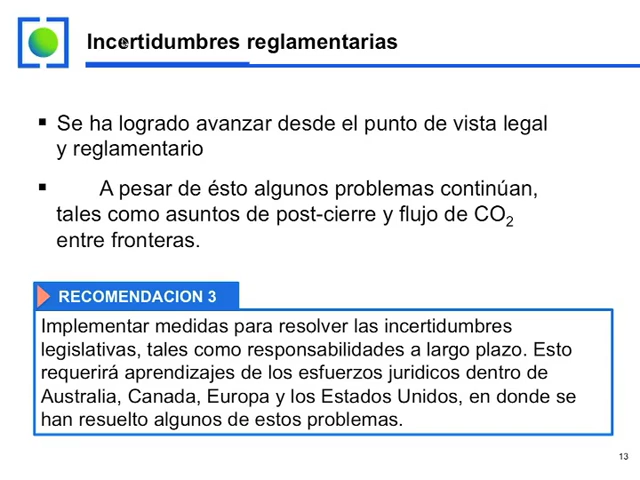 Incertidumbres reglamentarias
▪ Se ha logrado avanzar desde el punto de vista legal
y reglamentario
▪ A pesar de ésto algunos problemas continúan,
tales como asuntos de post-cierre y flujo de CO2
entre fronteras.
RECOMENDACION 3
Implementar medidas para resolver las incertidumbres
legislativas, tales como responsabilidades a largo plazo. Esto
requerirá aprendizajes de los esfuerzos juridicos dentro de
Australia, Canada, Europa y los Estados Unidos, en donde se
han resuelto algunos de estos problemas.
13